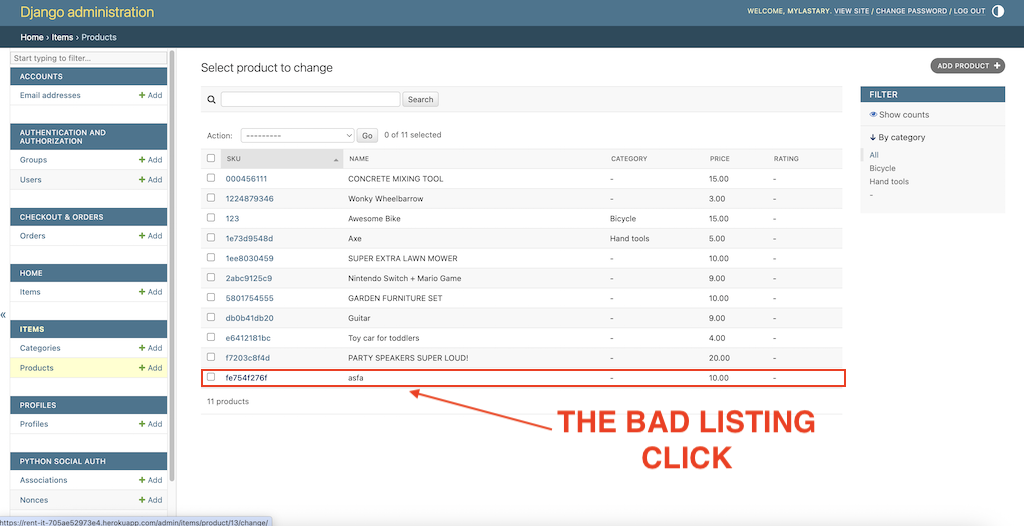 Django administration
WELCOME, MYLASTARY. VIEW SITE / CHANGE PASSWORD / LOG OUT
Home › Items › Products
Start typing to filter...
ACCOUNTS
Email addresses + Add
AUTHENTICATION AND
AUTHORIZATION
Groups + Add
Users + Add
CHECKOUT & ORDERS
Orders + Add
HOME
Items + Add
«
ITEMS
Categories + Add
Products + Add
PROFILES
Profiles + Add
PYTHON SOCIAL AUTH
Associations + Add
Nonces + Add
https://rent-it-705ae52973e4.herokuapp.com/admin/items/product/13/change/
Select product to change
ADD PRODUCT +
Search
Action: --------- Go 0 of 11 selected
SKU NAME CATEGORY PRICE RATING
000456111 CONCRETE MIXING TOOL - 15.00 -
1224879346 Wonky Wheelbarrow - 3.00 -
123 Awesome Bike Bicycle 15.00 -
1e73d9548d Axe Hand tools 5.00 -
1ee8030459 SUPER EXTRA LAWN MOWER - 10.00 -
2abc9125c9 Nintendo Switch + Mario Game - 9.00 -
5801754555 GARDEN FURNITURE SET - 10.00 -
db0b41db20 Guitar - 9.00 -
e6412181bc Toy car for toddlers - 4.00 -
f7203c8f4d PARTY SPEAKERS SUPER LOUD! - 20.00 -
fe754f276f asfa - 10.00 -
11 products
THE BAD LISTING
CLICK
FILTER
Show counts
↓ By category
All
Bicycle
Hand tools
-